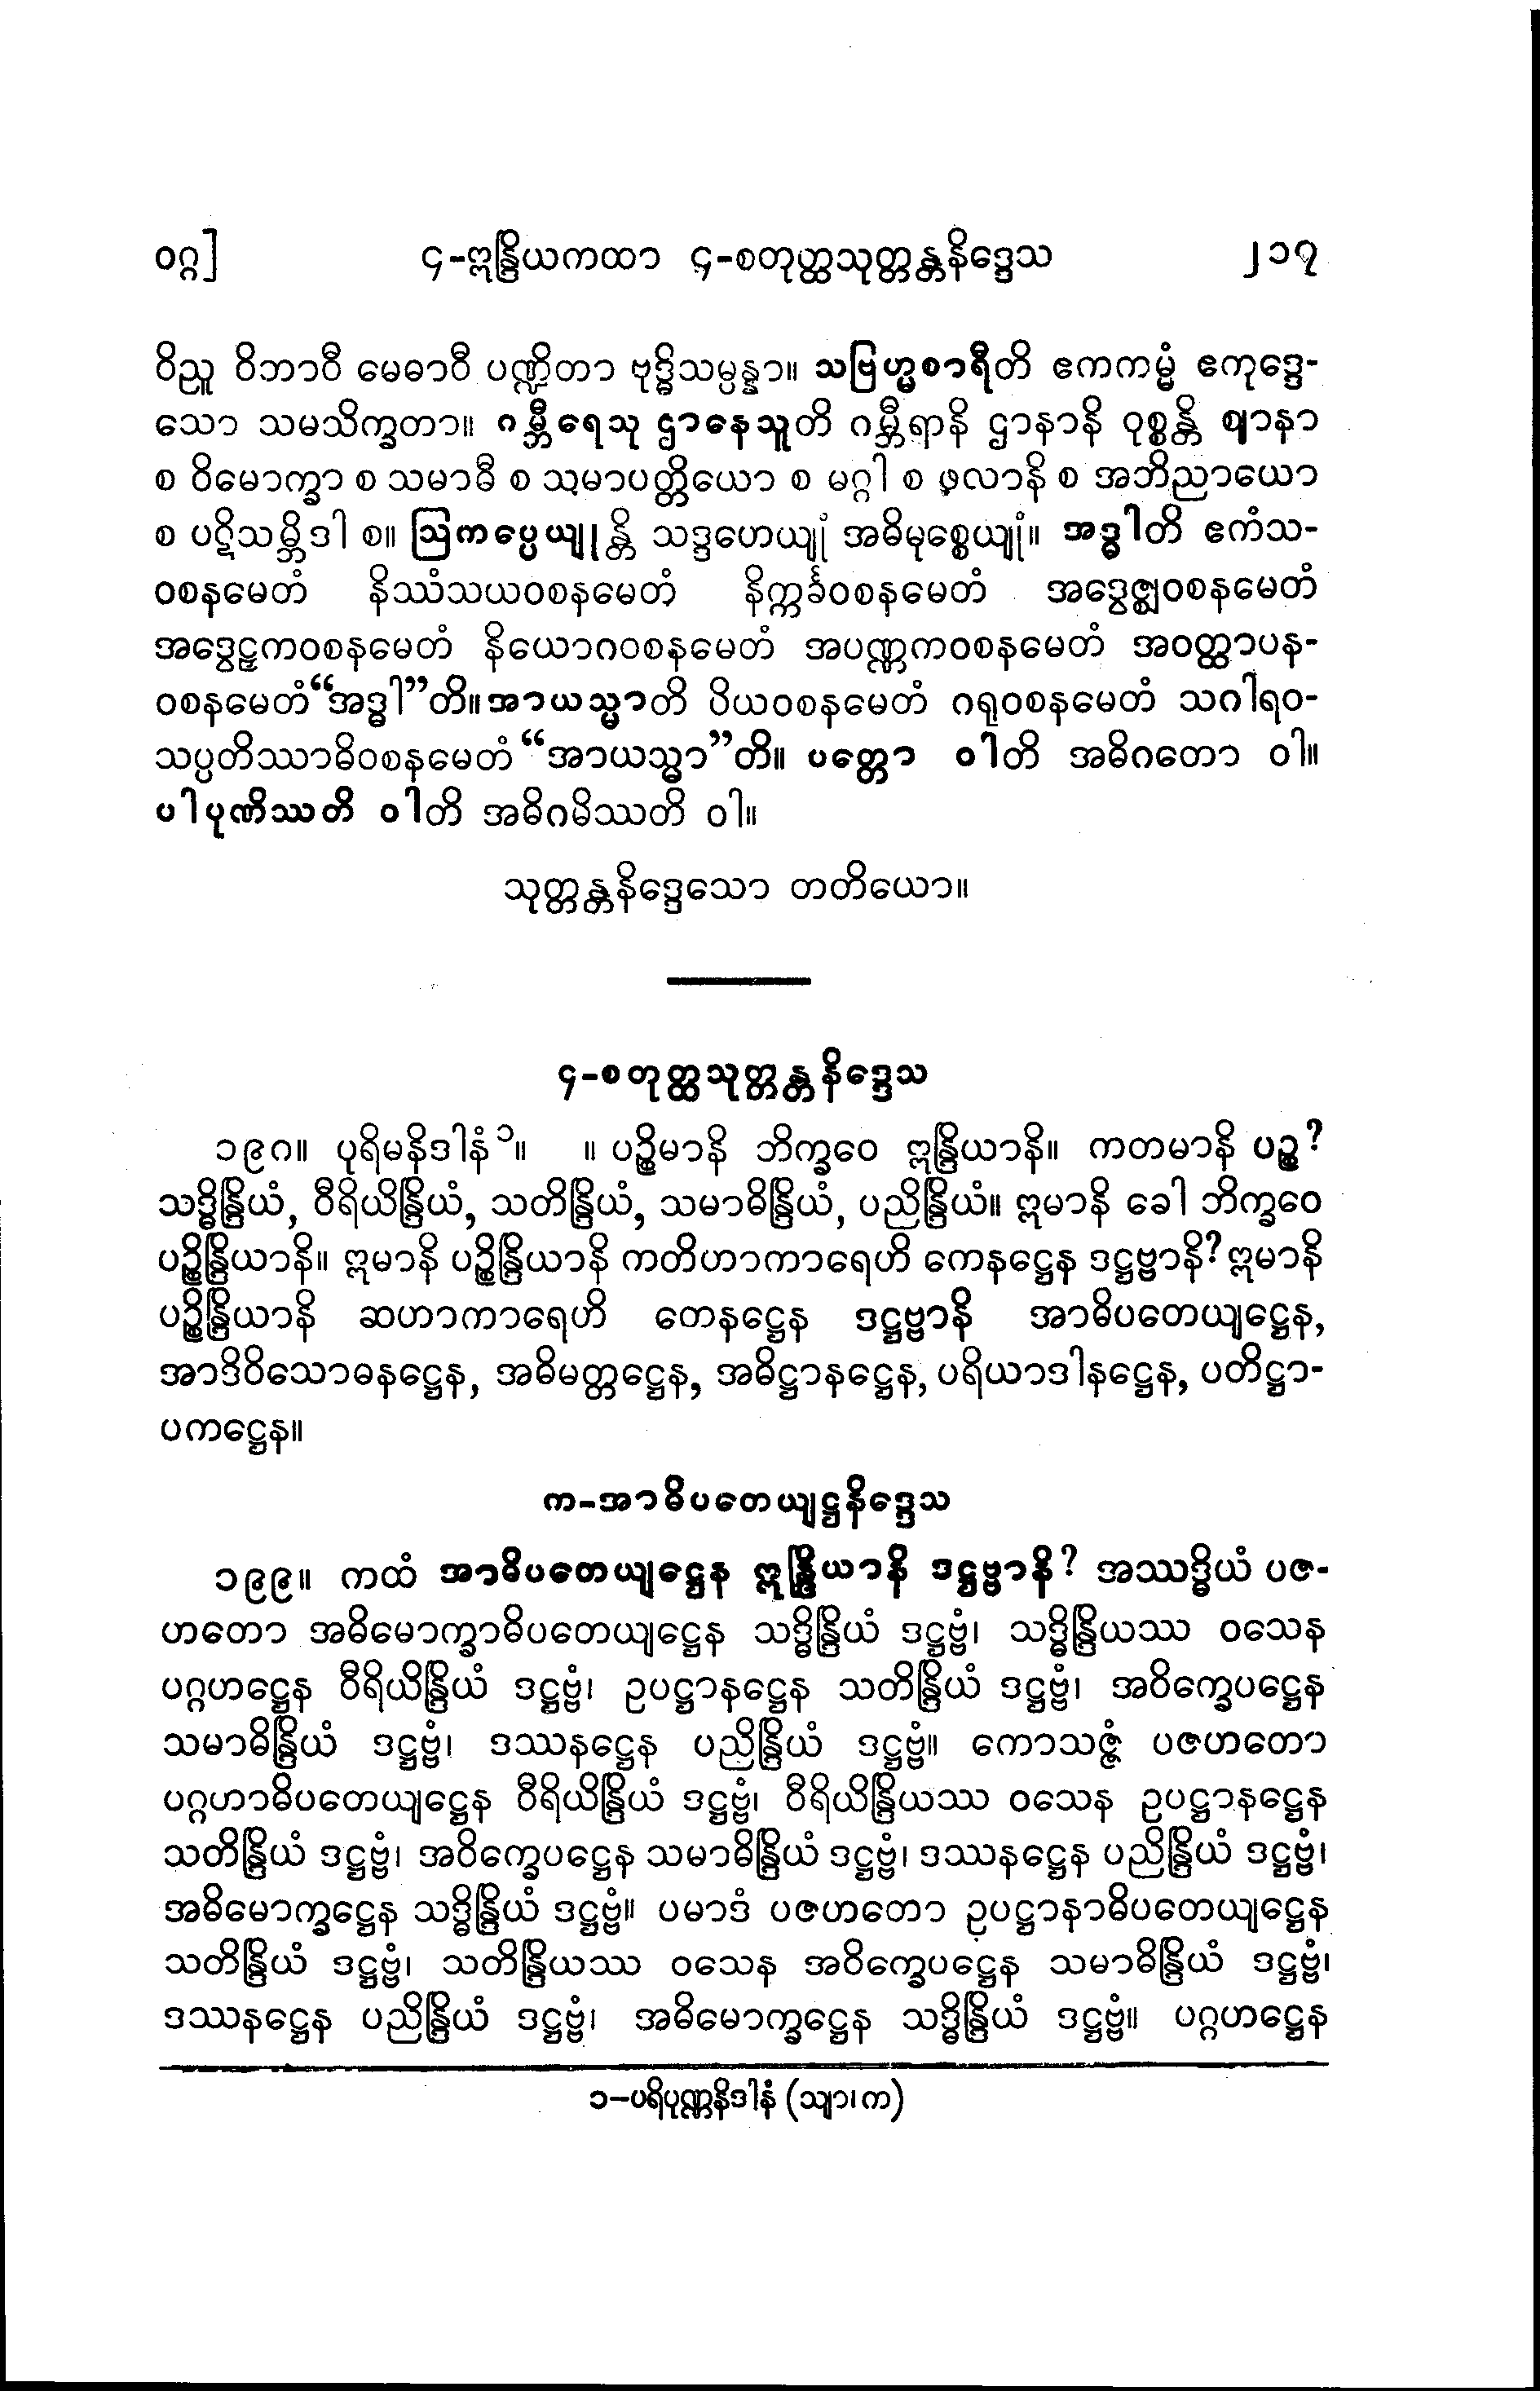 ဝဂ္ဂ] ၄-ဣန္ဒြိယကထာ ၄-စတုတ္ထသုတ္တန္တနိဒ္ဒေသ ၂၁၇
ဝိညူ ဝိဘာဝီ မေဓာဝီ ပဏ္ဍိတာ ဗုဒ္ဓိသမ္ပန္နာ။ သဗြဟ္မစာရီတိ ဧကကမ္မံ ဧကုဒ္ဒေ-
သော သမသိက္ခတာ။ ဂမ္ဘီရေသု ဌာနေသူတိ ဂမ္ဘီရာနိ ဌာနာနိ ဝုစ္စန္တိ ဈာနာ
စ ဝိမောက္ခာ စ သမာဓီ စ သမာပတ္တိယော စ မဂ္ဂါ စ ဖလာနိ စ အဘိညာယော
စ ပဋိသမ္ဘိဒါ စ။ ဩကပ္ပေယျုန္တိ သဒ္ဒဟေယျုံ အဓိမုစ္စေယျုံ။ အဒ္ဓါတိ ဧကံသ-
ဝစနမေတံ နိဿံသယဝစနမေတံ နိက္ကင်္ခဝစနမေတံ အဒွေဇ္ဈဝစနမေတံ
အဒွေဠှကဝစနမေတံ နိယောဂဝစနမေတံ အပဏ္ဏကဝစနမေတံ အဝတ္ထာပန-
ဝစနမေတံ“အဒ္ဓါ”တိ။အာယသ္မာတိ ပိယဝစနမေတံ ဂရုဝစနမေတံ သဂါရဝ-
သပ္ပတိဿာဓိဝစနမေတံ“အာယသ္မာ”တိ။ ပတ္တော ဝါတိ အဓိဂတော ဝါ။
ပါပုဏိဿတိ ဝါတိ အဓိဂမိဿတိ ဝါ။
သုတ္တန္တနိဒ္ဒေသော တတိယော။
၄-စတုတ္ထသုတ္တန္တနိဒ္ဒေသ
၁၉၈။ ပုရိမနိဒါနံ၁။ ။ ပဉ္စိမာနိ ဘိက္ခဝေ ဣန္ဒြိယာနိ။ ကတမာနိ ပဉ္စ?
သဒ္ဓိန္ဒြိယံ, ဝီရိယိန္ဒြိယံ, သတိန္ဒြိယံ, သမာဓိန္ဒြိယံ, ပညိန္ဒြိယံ။ ဣမာနိ ခေါ ဘိက္ခဝေ
ပဉ္စိန္ဒြိယာနိ။ ဣမာနိ ပဉ္စိန္ဒြိယာနိ ကတိဟာကာရေဟိ ကေနဋ္ဌေန ဒဋ္ဌဗ္ဗာနိ?ဣမာနိ
ပဉ္စိန္ဒြိယာနိ ဆဟာကာရေဟိ တေနဋ္ဌေန ဒဋ္ဌဗ္ဗာနိ အာဓိပတေယျဋ္ဌေန,
အာဒိဝိသောဓနဋ္ဌေန, အဓိမတ္တဋ္ဌေန, အဓိဋ္ဌာနဋ္ဌေန, ပရိယာဒါနဋ္ဌေန, ပတိဋ္ဌာ-
ပကဋ္ဌေန။
က-အာဓိပတေယျဋ္ဌနိဒ္ဒေသ
၁၉၉။ ကထံ အာဓိပတေယျဋ္ဌေန ဣန္ဒြိယာနိ ဒဋ္ဌဗ္ဗာနိ? အဿဒ္ဓိယံ ပဇ-
ဟတော အဓိမောက္ခာဓိပတေယျဋ္ဌေန သဒ္ဓိန္ဒြိယံ ဒဋ္ဌဗ္ဗံ၊ သဒ္ဓိန္ဒြိယဿ ဝသေန
ပဂ္ဂဟဋ္ဌေန ဝီရိယိန္ဒြိယံ ဒဋ္ဌဗ္ဗံ၊ ဥပဋ္ဌာနဋ္ဌေန သတိန္ဒြိယံ ဒဋ္ဌဗ္ဗံ၊ အဝိက္ခေပဋ္ဌေန
သမာဓိန္ဒြိယံ ဒဋ္ဌဗ္ဗံ၊ ဒဿနဋ္ဌေန ပညိန္ဒြိယံ ဒဋ္ဌဗ္ဗံ။ ကောသဇ္ဇံ ပဇဟတော
ပဂ္ဂဟာဓိပတေယျဋ္ဌေန ဝီရိယိန္ဒြိယံ ဒဋ္ဌဗ္ဗံ၊ ဝီရိယိန္ဒြိယဿ ဝသေန ဥပဋ္ဌာနဋ္ဌေန
သတိန္ဒြိယံ ဒဋ္ဌဗ္ဗံ၊ အဝိက္ခေပဋ္ဌေန သမာဓိန္ဒြိယံ ဒဋ္ဌဗ္ဗံ၊ ဒဿနဋ္ဌေန ပညိန္ဒြိယံ ဒဋ္ဌဗ္ဗံ၊
အဓိမောက္ခဋ္ဌေန သဒ္ဓိန္ဒြိယံ ဒဋ္ဌဗ္ဗံ။ ပမာဒံ ပဇဟတော ဥပဋ္ဌာနာဓိပတေယျဋ္ဌေန
သတိန္ဒြိယံ ဒဋ္ဌဗ္ဗံ၊ သတိန္ဒြိယဿ ဝသေန အဝိက္ခေပဋ္ဌေန သမာဓိန္ဒြိယံ ဒဋ္ဌဗ္ဗံ၊
ဒဿနဋ္ဌေန ပညိန္ဒြိယံ ဒဋ္ဌဗ္ဗံ၊ အဓိမောက္ခဋ္ဌေန သဒ္ဓိန္ဒြိယံ ဒဋ္ဌဗ္ဗံ။ ပဂ္ဂဟဋ္ဌေန
၁-ပရိပုဏ္ဏနိဒါနံ (သျာ၊က)